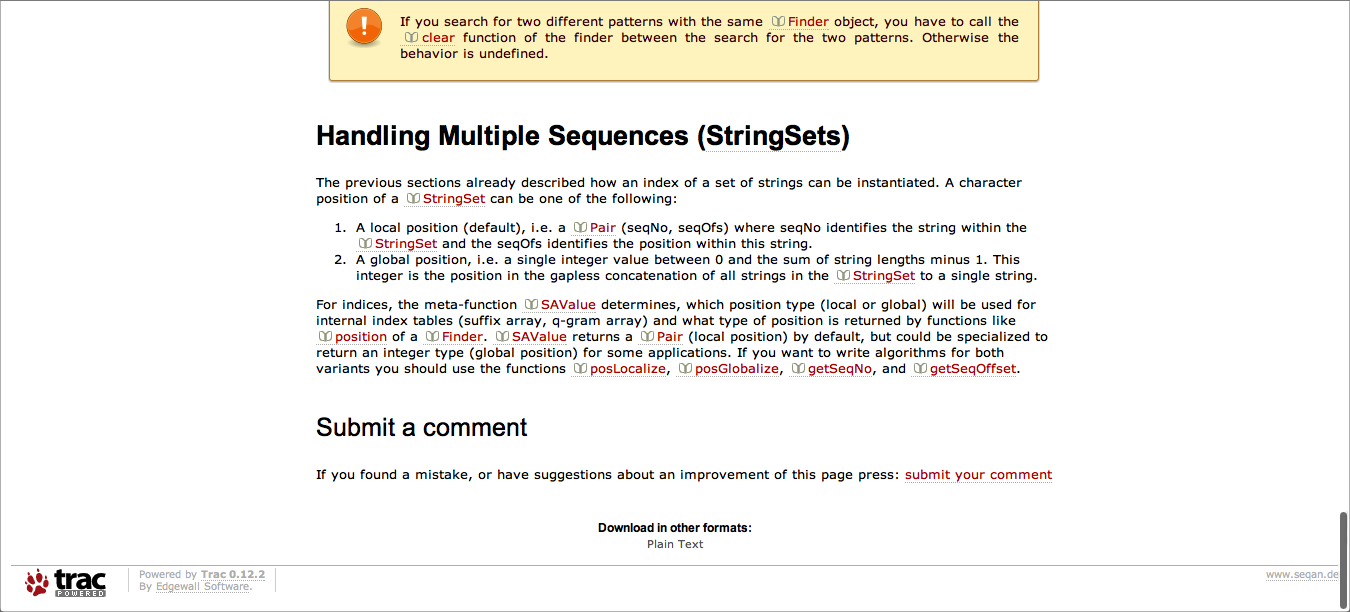 If you search for two different patterns with the same Finder object, you have to call the
clear function of the finder between the search for the two patterns. Otherwise the
behavior is undefined.
Handling Multiple Sequences (StringSets)
The previous sections already described how an index of a set of strings can be instantiated. A character
position of a StringSet can be one of the following:
1. A local position (default), i.e. a Pair (seqNo, seqOfs) where seqNo identifies the string within the
StringSet and the seqOfs identifies the position within this string.
2. A global position, i.e. a single integer value between 0 and the sum of string lengths minus 1. This
integer is the position in the gapless concatenation of all strings in the StringSet to a single string.
For indices, the meta-function SAValue determines, which position type (local or global) will be used for
internal index tables (suffix array, q-gram array) and what type of position is returned by functions like
position of a Finder. SAValue returns a Pair (local position) by default, but could be specialized to
return an integer type (global position) for some applications. If you want to write algorithms for both
variants you should use the functions posLocalize, posGlobalize, getSeqNo, and getSeqOffset.
Submit a comment
If you found a mistake, or have suggestions about an improvement of this page press: submit your comment
Download in other formats:
Plain Text
trac
POWERED
Powered by Trac 0.12.2
By Edgewall Software.
www.seqan.de